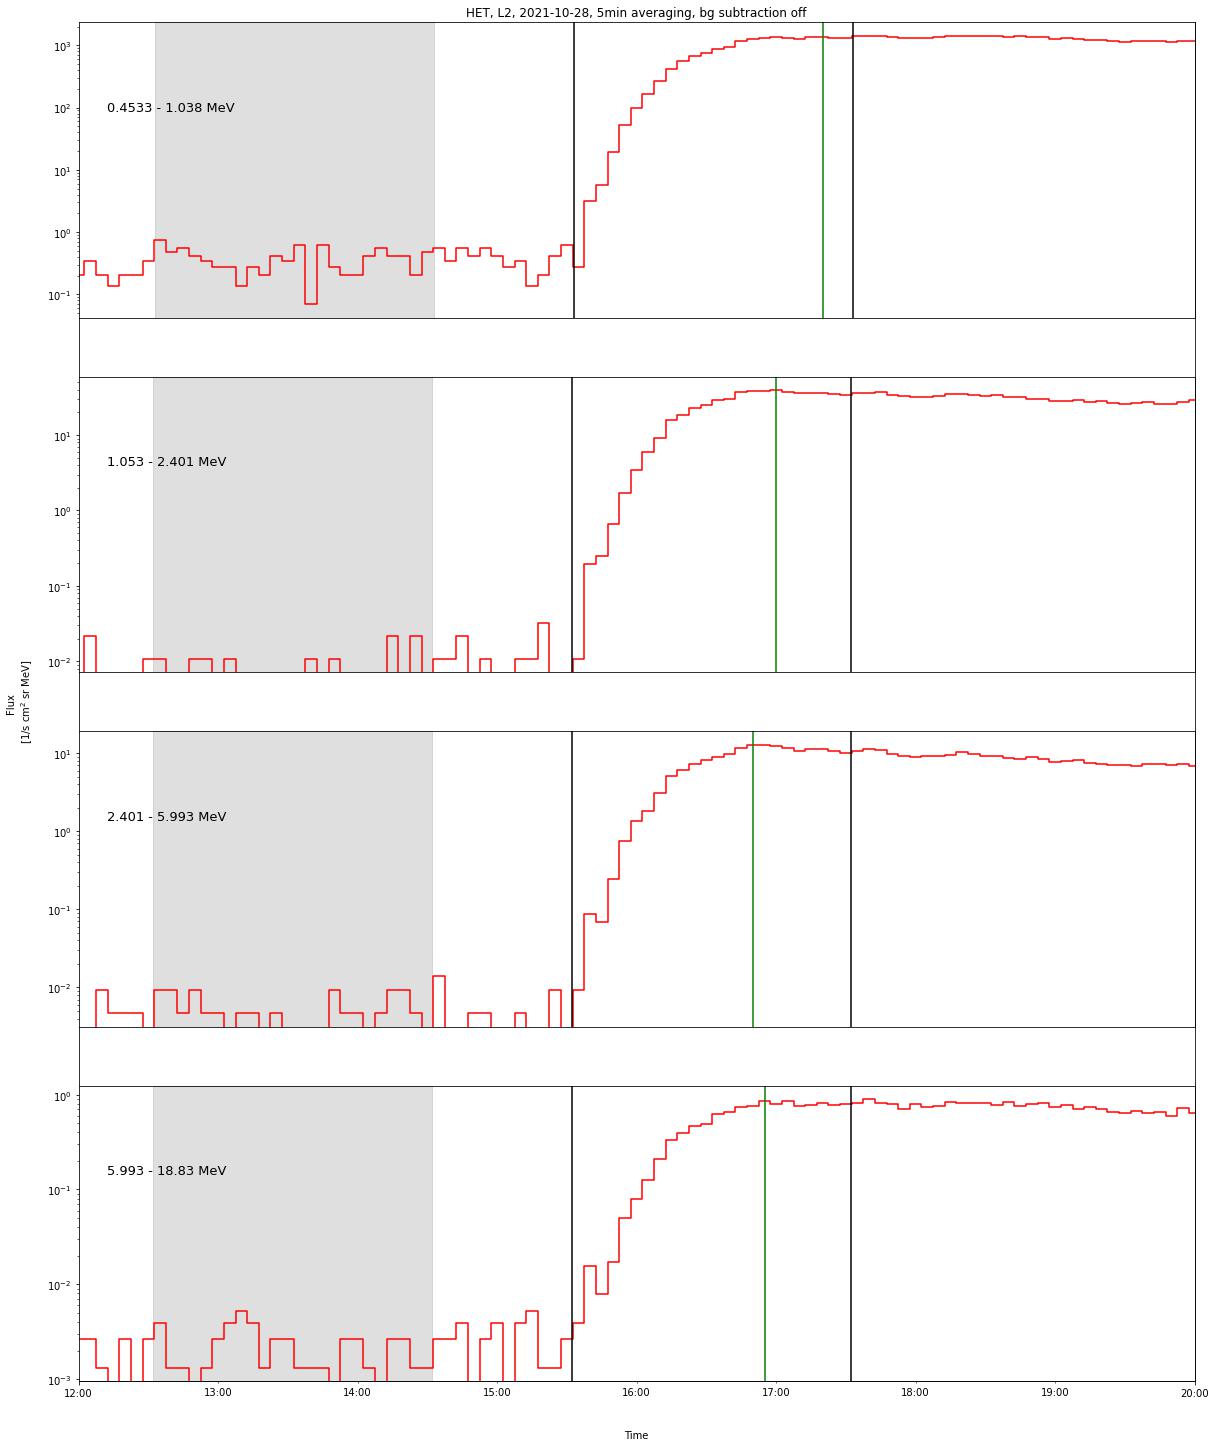 HET, L2, 2021-10-28, 5min averaging, bg subtraction off
10³
10²
10¹
10⁰
10⁻¹
0.4533 - 1.038 MeV
10¹
10⁰
10⁻¹
10⁻²
1.053 - 2.401 MeV
Flux
[1/s cm² sr MeV]
10¹
10⁰
10⁻¹
10⁻²
2.401 - 5.993 MeV
10⁰
10⁻¹
10⁻²
10⁻³
5.993 - 18.83 MeV
12:00 13:00 14:00 15:00 16:00 17:00 18:00 19:00 20:00
Time